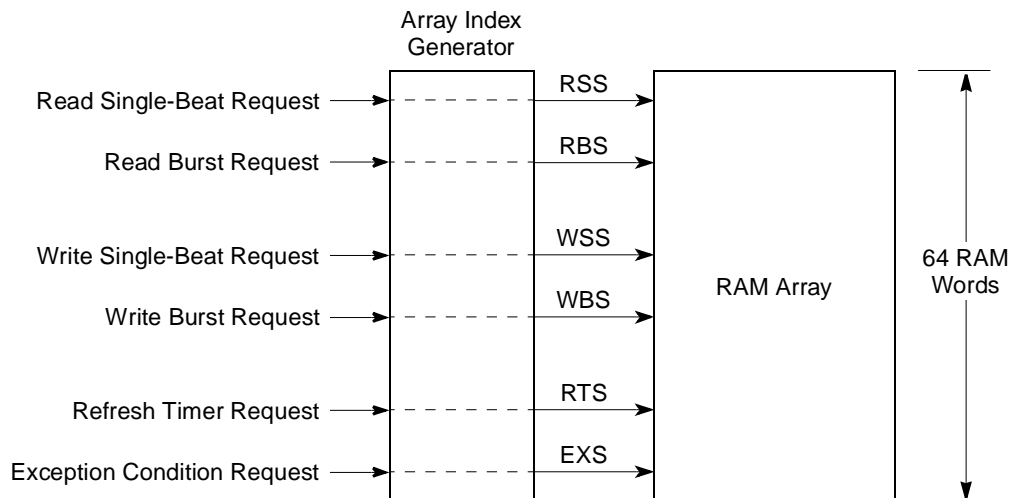 Array Index
Generator
Read Single-Beat Request
RSS
Read Burst Request
RBS
Write Single-Beat Request
WSS
Write Burst Request
WBS
RAM Array
64 RAM
Words
Refresh Timer Request
RTS
Exception Condition Request
EXS